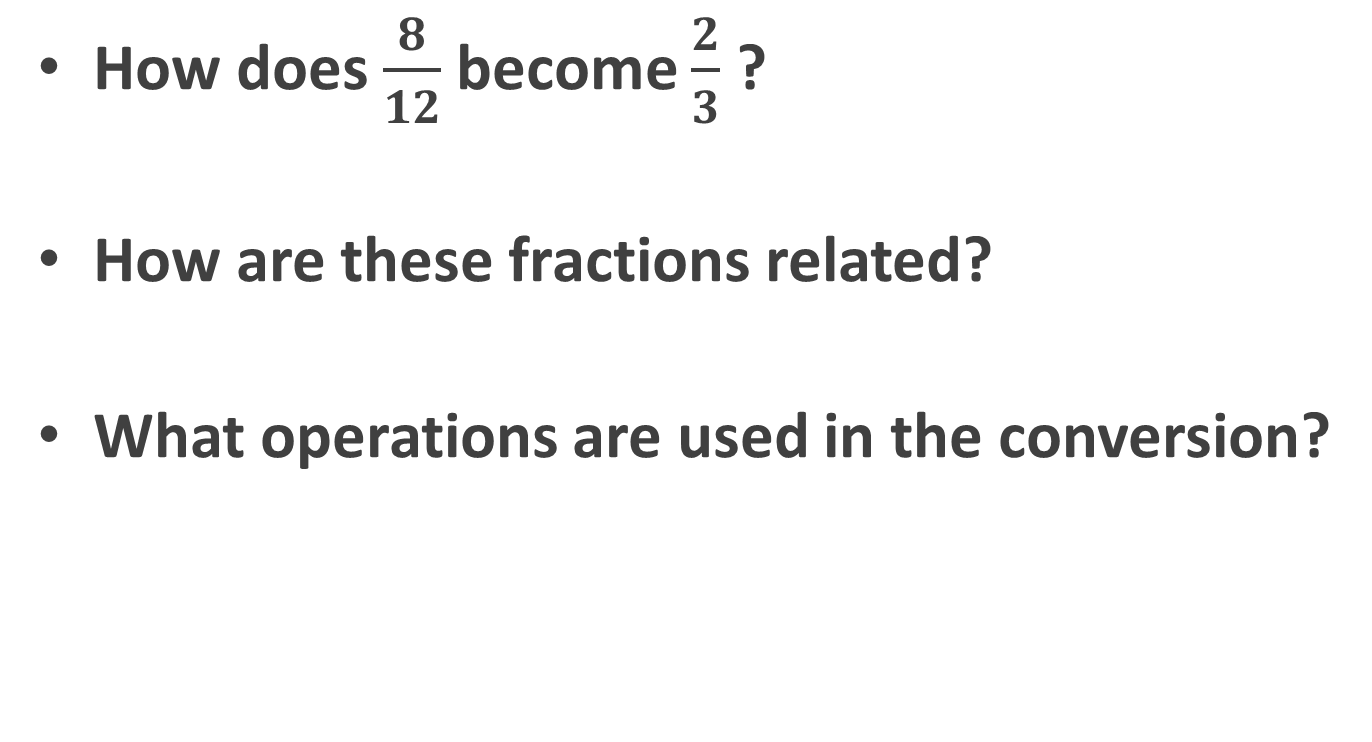 • How does 8/12 become 2/3 ?
• How are these fractions related?
• What operations are used in the conversion?